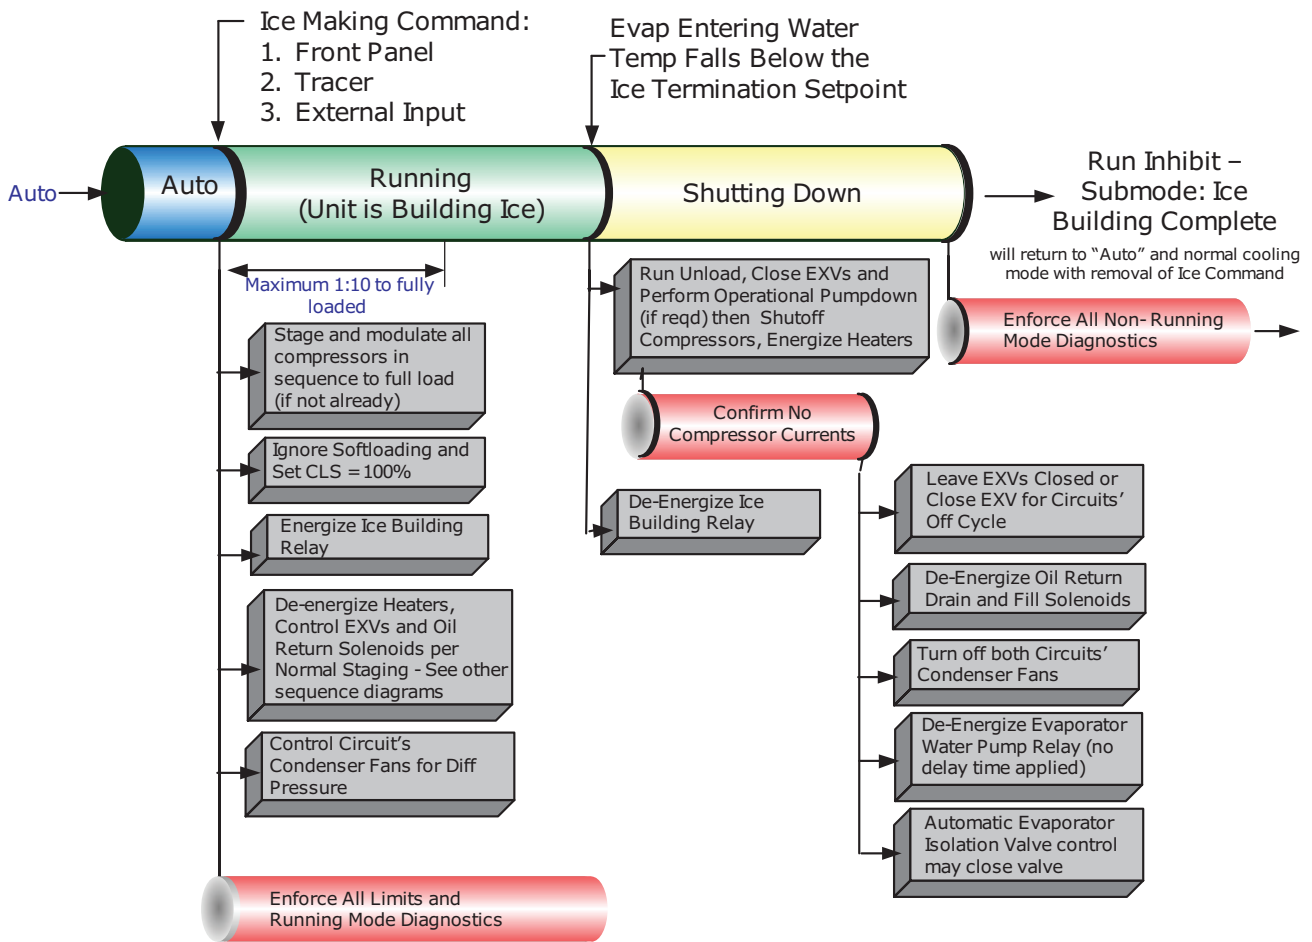 Ice Making Command:
1. Front Panel
2. Tracer
3. External Input
Evap Entering Water
Temp Falls Below the
Ice Termination Setpoint
Auto
Auto
Running
(Unit is Building Ice)
Shutting Down
Run Inhibit –
Submode: Ice
Building Complete
will return to “Auto” and normal cooling
mode with removal of Ice Command
Maximum 1:10 to fully
loaded
Stage and modulate all
compressors in
sequence to full load
(if not already)
Ignore Softloading and
Set CLS = 100%
Energize Ice Building
Relay
De-energize Heaters,
Control EXVs and Oil
Return Solenoids per
Normal Staging - See other
sequence diagrams
Control Circuit’s
Condenser Fans for Diff
Pressure
Enforce All Limits and
Running Mode Diagnostics
Run Unload, Close EXVs and
Perform Operational Pumpdown
(if reqd) then Shutoff
Compressors, Energize Heaters
Confirm No
Compressor Currents
De-Energize Ice
Building Relay
Enforce All Non- Running
Mode Diagnostics
Leave EXVs Closed or
Close EXV for Circuits’
Off Cycle
De-Energize Oil Return
Drain and Fill Solenoids
Turn off both Circuits’
Condenser Fans
De-Energize Evaporator
Water Pump Relay (no
delay time applied)
Automatic Evaporator
Isolation Valve control
may close valve